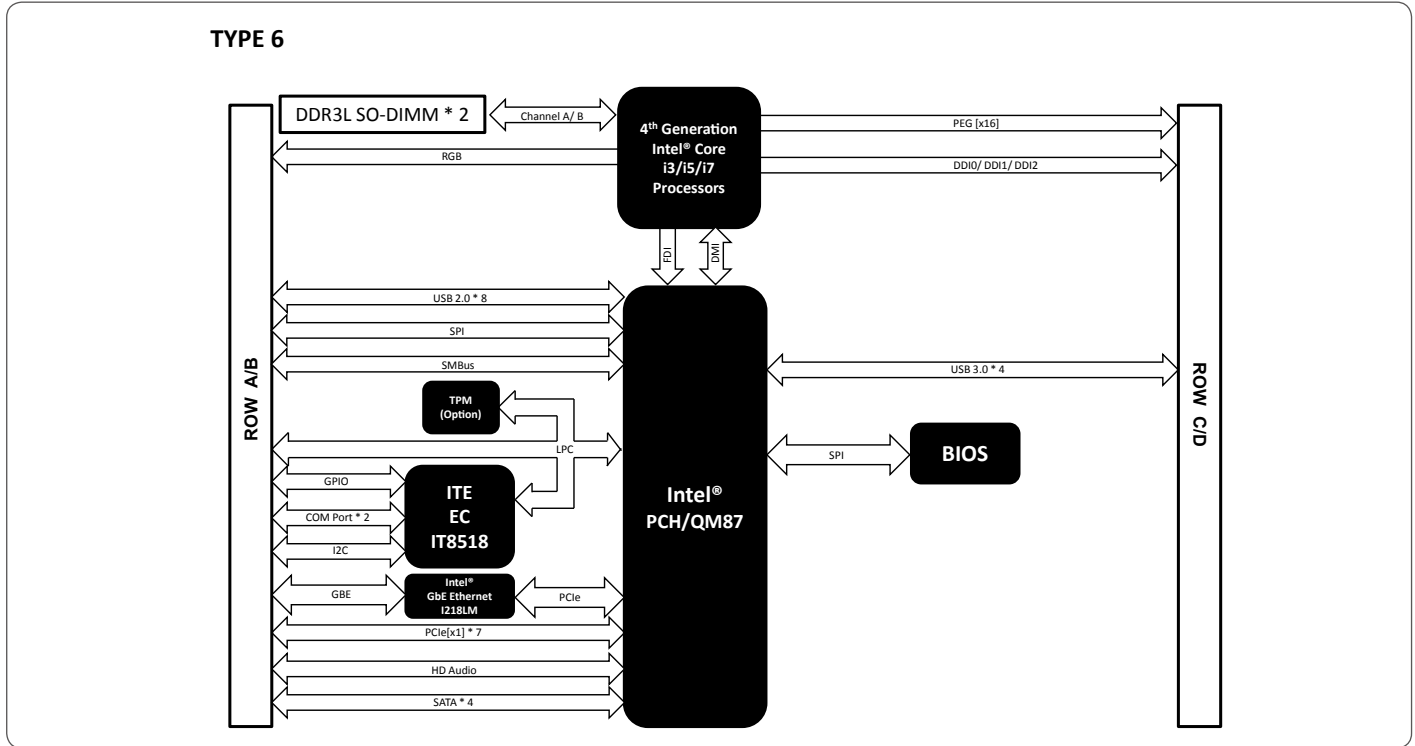 TYPE 6
DDR3L SO-DIMM * 2
Channel A/ B
4th Generation
Intel® Core
i3/i5/i7
Processors
PEG [x16]
RGB
DDI0/ DDI1/ DDI2
FDI
DMI
USB 2.0 * 8
SPI
SMBus
USB 3.0 * 4
ROW A/B
ROW C/D
TPM
(Option)
LPC
SPI
BIOS
GPIO
ITE
EC
IT8518
COM Port * 2
I2C
Intel®
PCH/QM87
Intel®
GbE Ethernet
I218LM
GBE
PCIe
PCIe[x1] * 7
HD Audio
SATA * 4